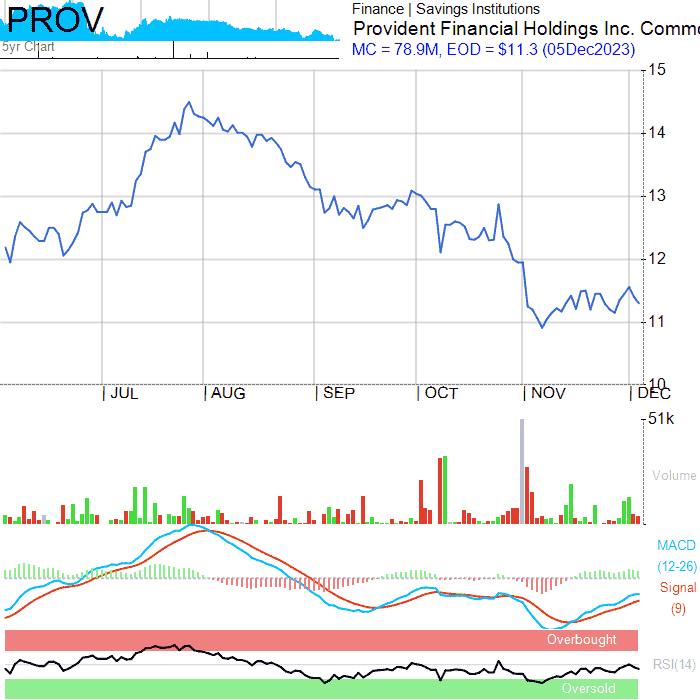 PROV
5yr Chart
Finance | Savings Institutions
Provident Financial Holdings Inc. Commo
MC = 78.9M, EOD = $11.3 (05Dec2023)
15
14
13
12
11
10
JUL AUG SEP OCT NOV DEC
51k
Volume
MACD
(12-26)
Signal
(9)
Overbought
RSI(14)
Oversold